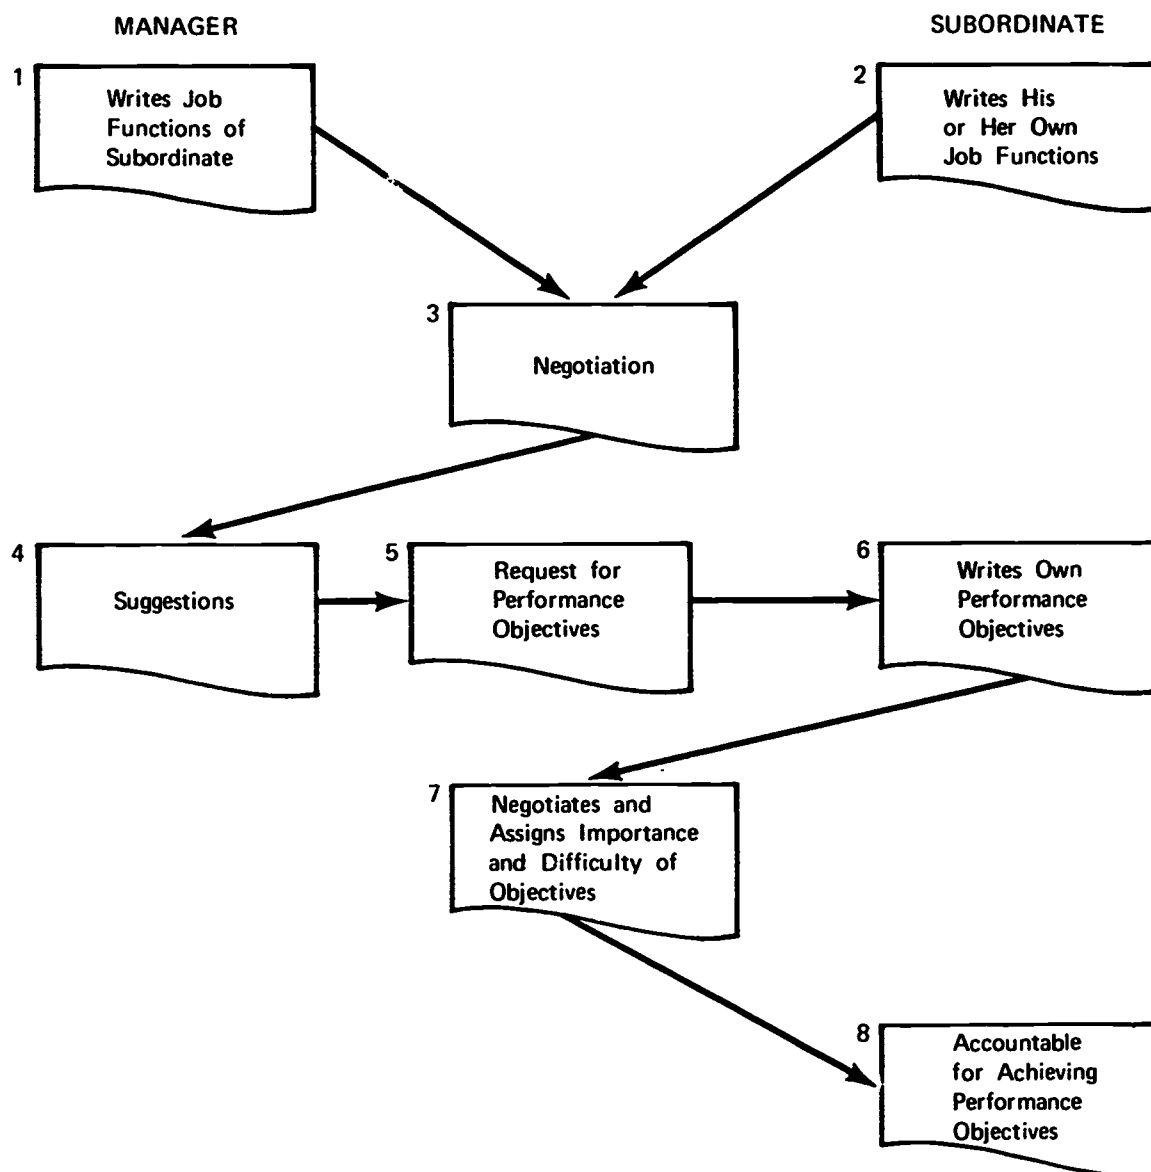 MANAGER
SUBORDINATE
1
Writes Job
Functions of
Subordinate
2
Writes His
or Her Own
Job Functions
3
Negotiation
4
Suggestions
5
Request for
Performance
Objectives
6
Writes Own
Performance
Objectives
7
Negotiates and
Assigns Importance
and Difficulty of
Objectives
8
Accountable
for Achieving
Performance
Objectives